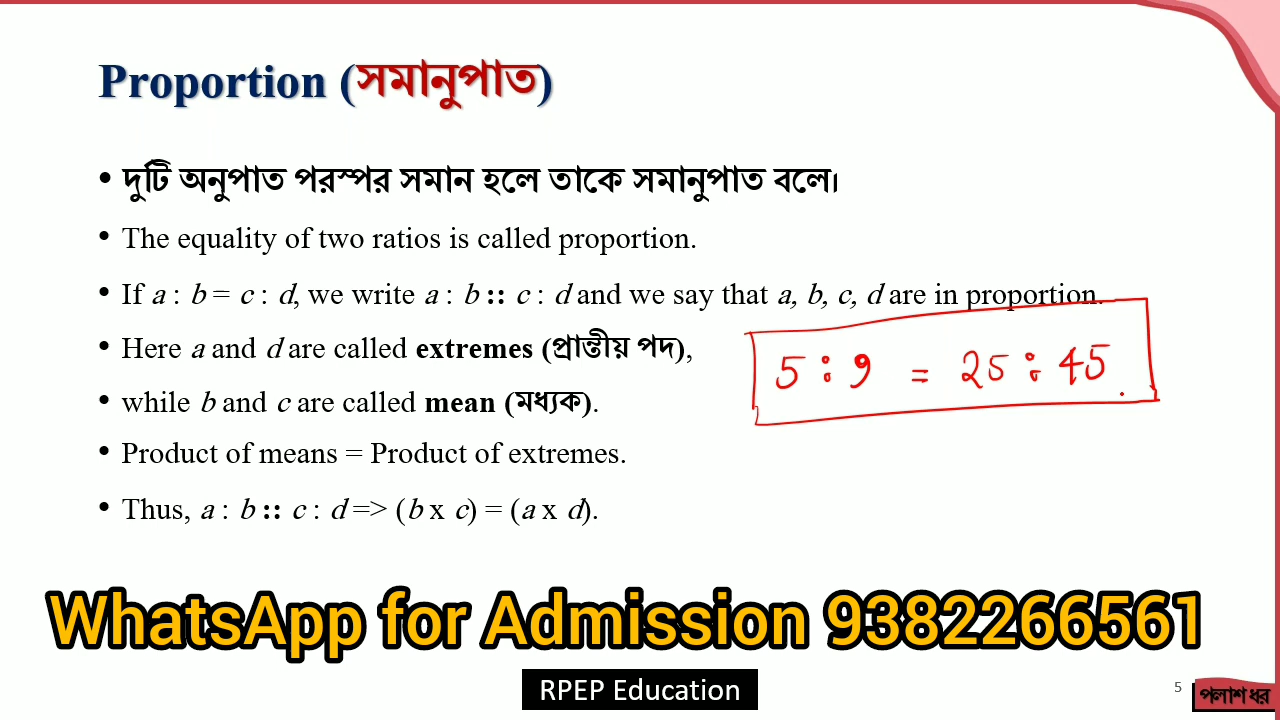 Proportion (সমানুপাত)
• দুটি অনুপাত পরস্পর সমান হলে তাকে সমানুপাত বলে।
• The equality of two ratios is called proportion.
• If a : b = c : d, we write a : b :: c : d and we say that a, b, c, d are in proportion.
• Here a and d are called extremes (প্রান্তীয় পদ),
5 : 9 = 25 : 45
• while b and c are called mean (মধ্যক).
• Product of means = Product of extremes.
• Thus, a : b :: c : d => (b x c) = (a x d).
WhatsApp for Admission 9382266561
RPEP Education
5
পলাশ ধর